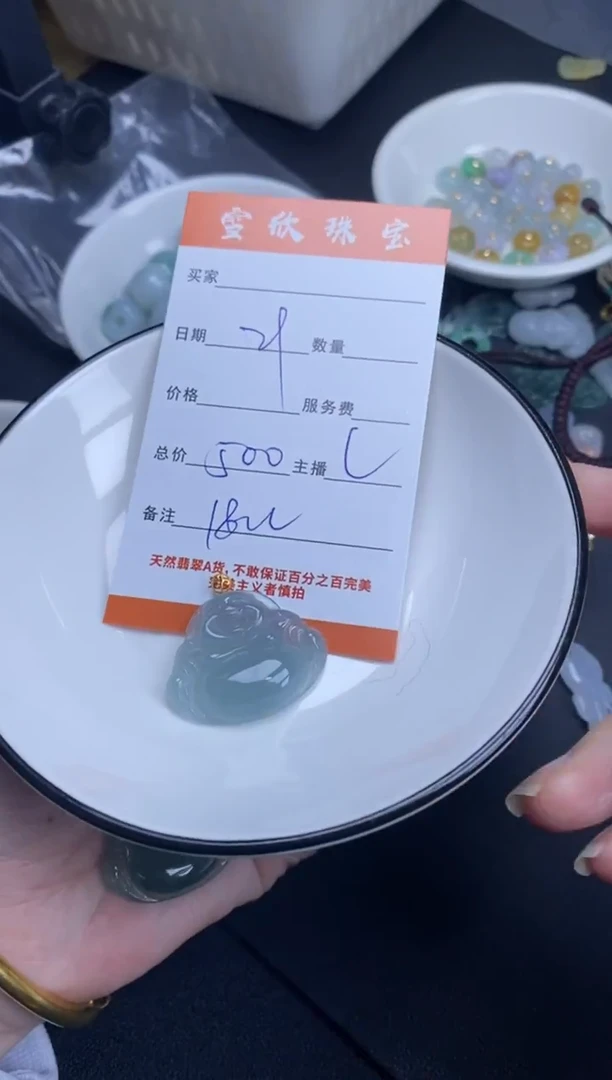 雪欣珠宝
买家
日期 数量
价格 服务费
总价 500 主播
备注
天然翡翠A货，不敢保证百分之百完美
主义者慎拍